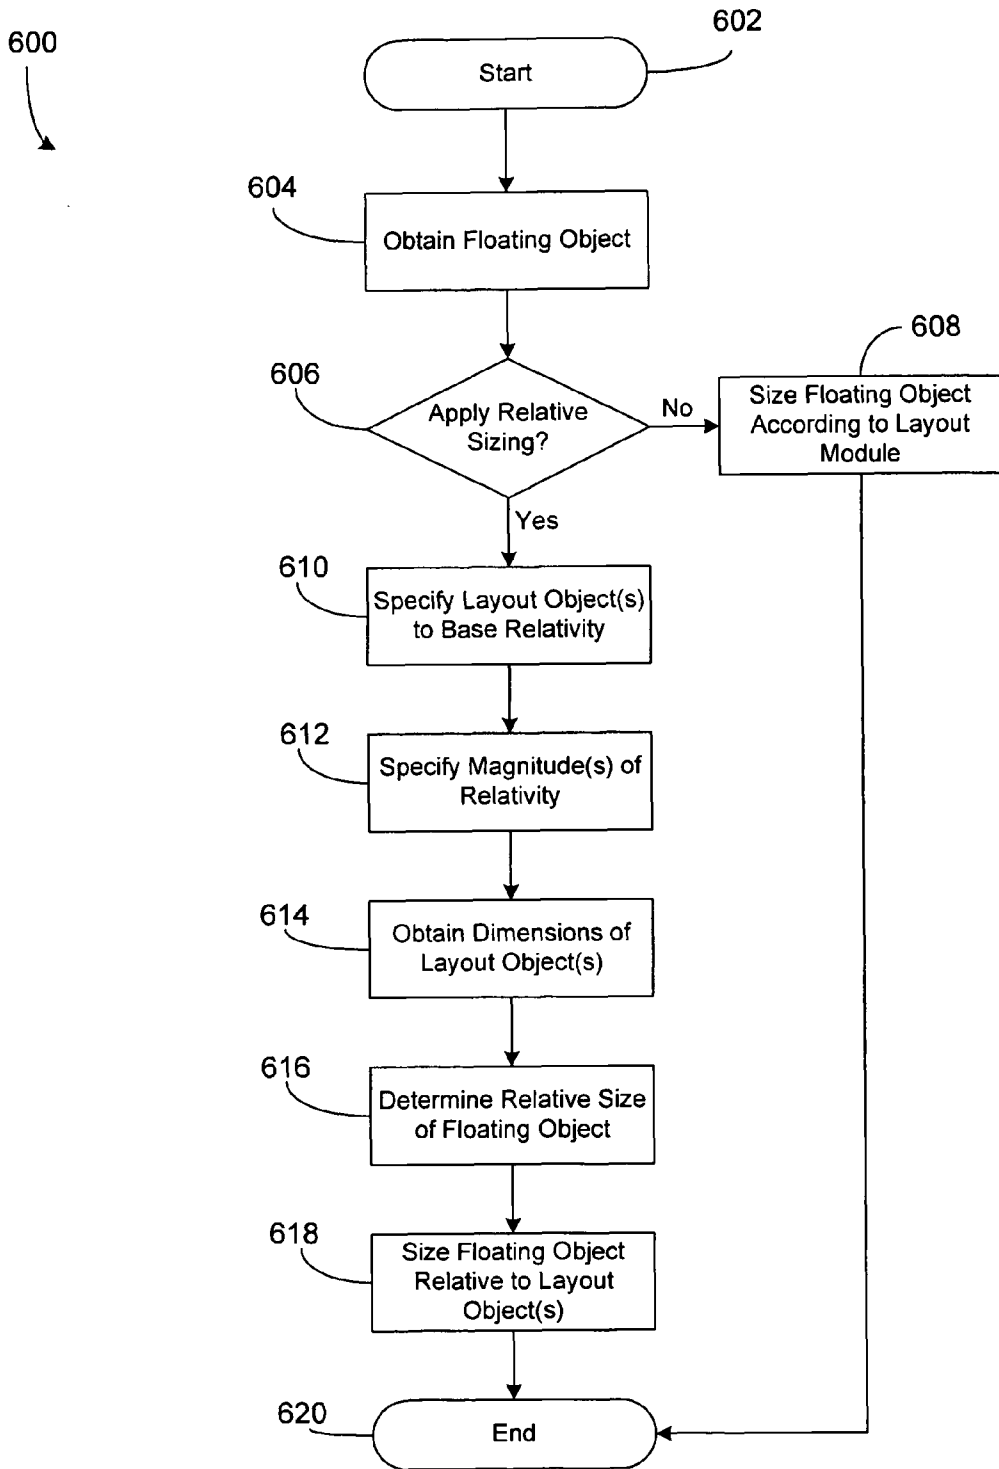 600
602
Start
604
Obtain Floating Object
606
Apply Relative
Sizing?
No
608
Size Floating Object
According to Layout
Module
Yes
610
Specify Layout Object(s)
to Base Relativity
612
Specify Magnitude(s) of
Relativity
614
Obtain Dimensions of
Layout Object(s)
616
Determine Relative Size
of Floating Object
618
Size Floating Object
Relative to Layout
Object(s)
620
End